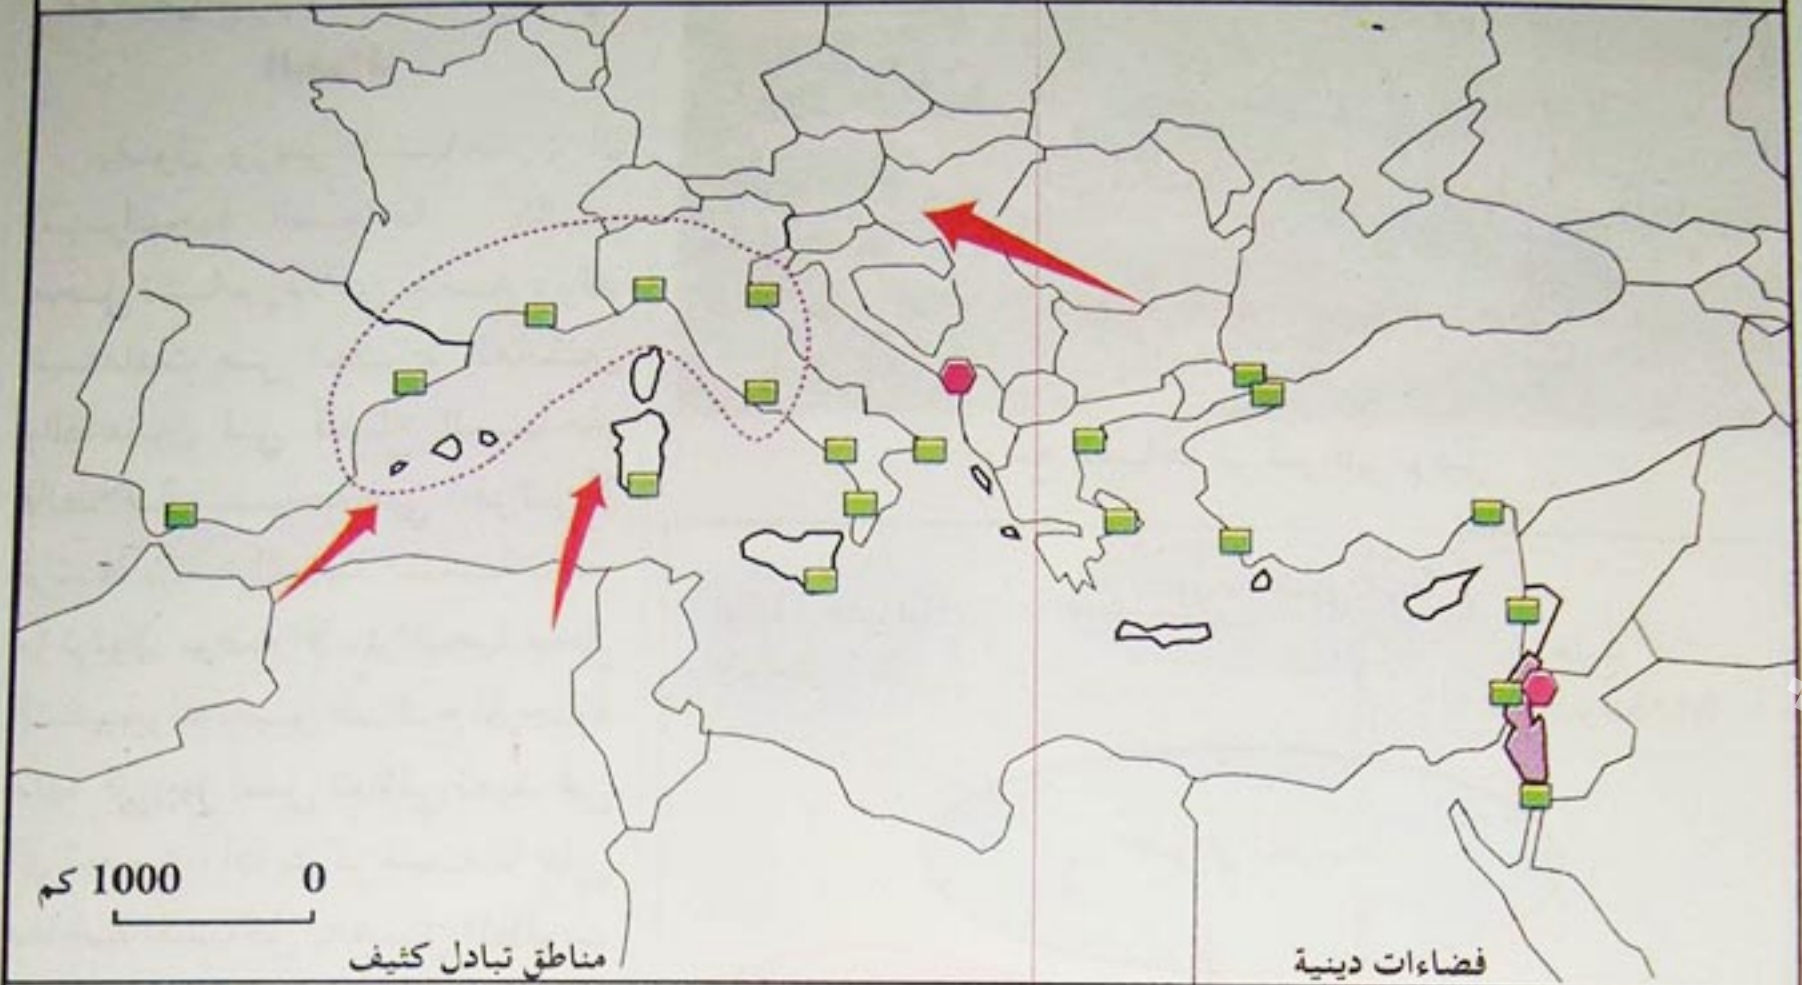 1000 كم 0
فضاءات دينية
مناطق تبادل كثيف